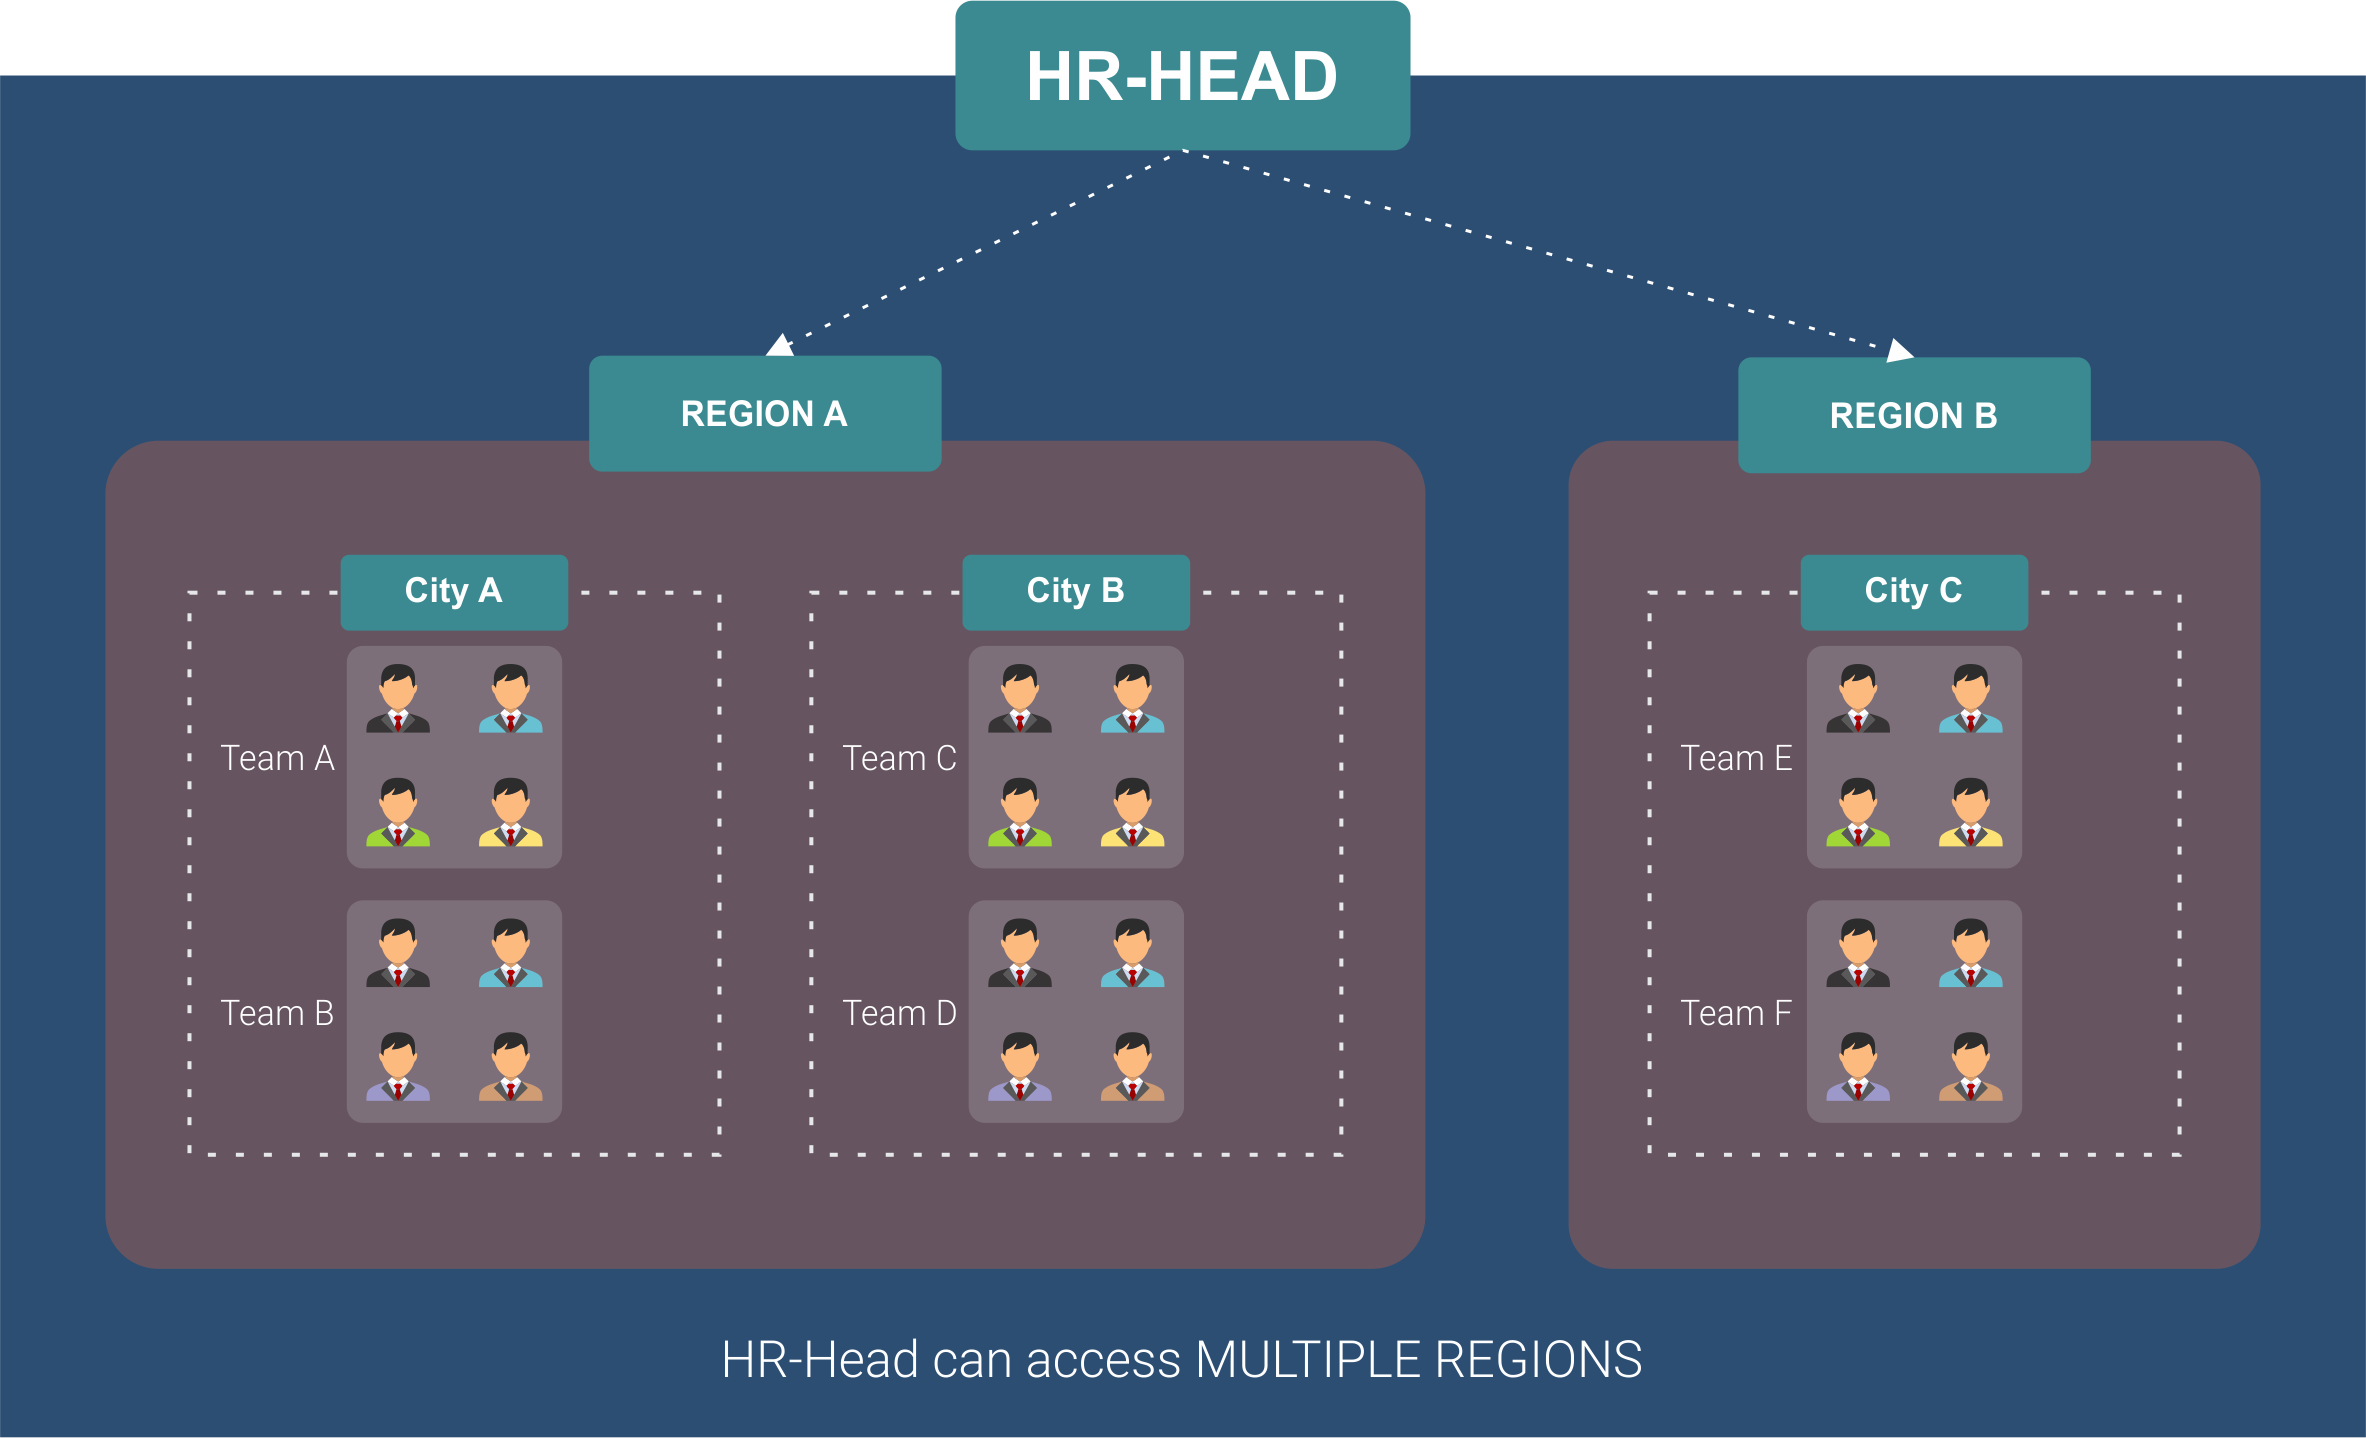 HR-HEAD
REGION A
REGION B
City A
City B
City C
Team A
Team C
Team E
Team B
Team D
Team F
HR-Head can access MULTIPLE REGIONS